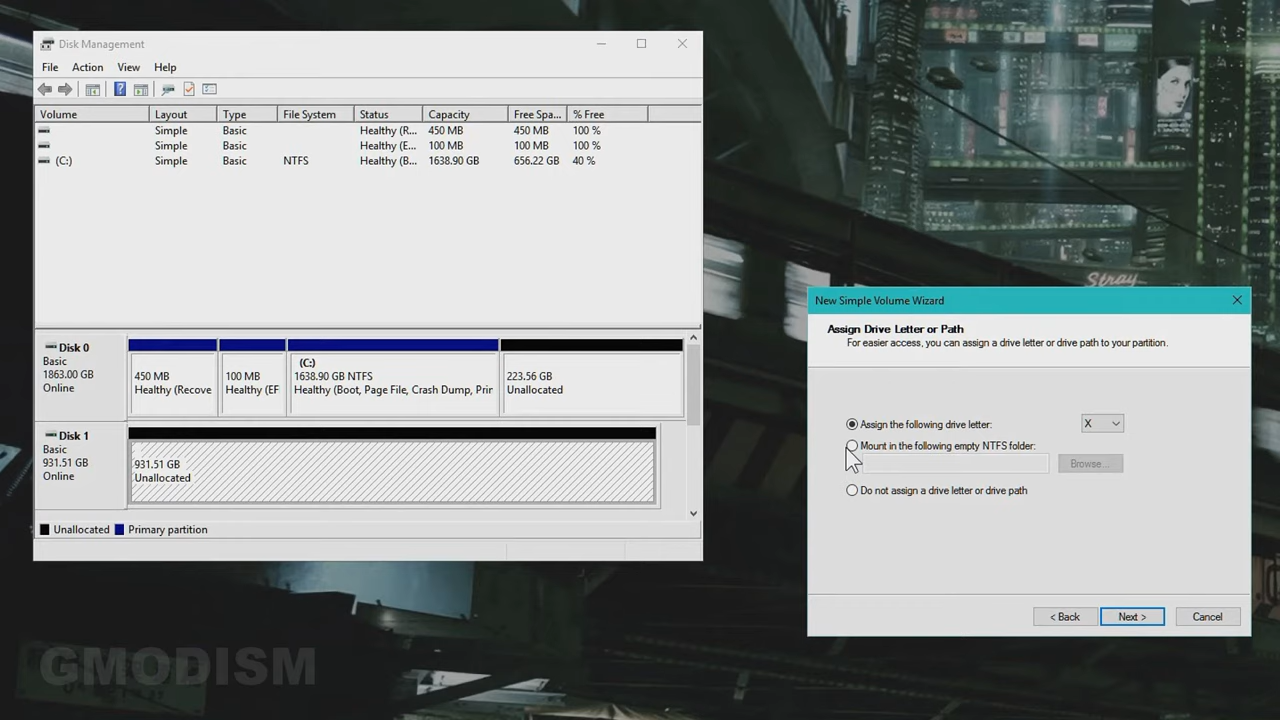 Disk Management
File Action View Help
Volume Layout Type File System Status Capacity Free Spa... % Free
Simple Basic Healthy (R... 450 MB 450 MB 100 %
Simple Basic Healthy (E... 100 MB 100 MB 100 %
(C:) Simple Basic NTFS Healthy (B... 1638.90 GB 656.22 GB 40 %
Disk 0
Basic
1863.00 GB
Online
450 MB
Healthy (Recove
100 MB
Healthy (EF
(C:)
1638.90 GB NTFS
Healthy (Boot, Page File, Crash Dump, Prir
223.56 GB
Unallocated
Disk 1
Basic
931.51 GB
Online
931.51 GB
Unallocated
Unallocated Primary partition
Stray
New Simple Volume Wizard
Assign Drive Letter or Path
For easier access, you can assign a drive letter or drive path to your partition.
Assign the following drive letter: X
Mount in the following empty NTFS folder:
Browse...
Do not assign a drive letter or drive path
< Back Next > Cancel
GMODISM